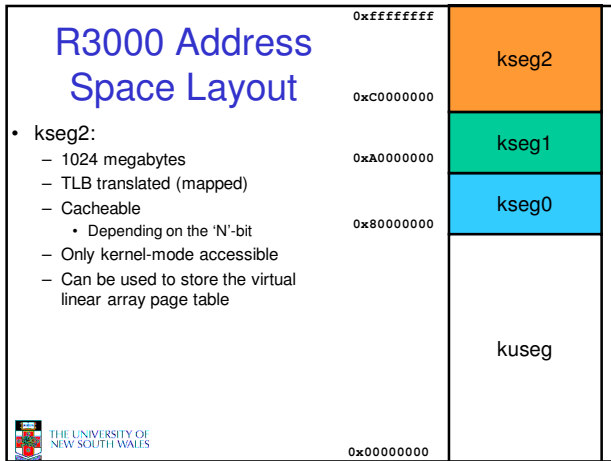 R3000 Address
Space Layout
• kseg2:
– 1024 megabytes
– TLB translated (mapped)
– Cacheable
• Depending on the ‘N’-bit
– Only kernel-mode accessible
– Can be used to store the virtual
linear array page table
0xffffffff
0xC0000000
0xA0000000
0x80000000
0x00000000
kseg2
kseg1
kseg0
kuseg
THE UNIVERSITY OF
NEW SOUTH WALES